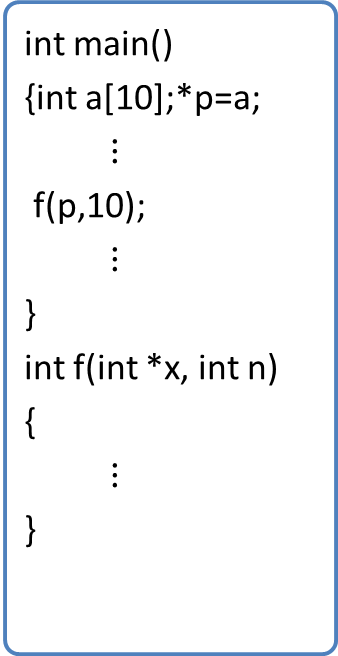 int main()
{int a[10];*p=a;
⋮
f(p,10);
⋮
}
int f(int *x, int n)
{
⋮
}